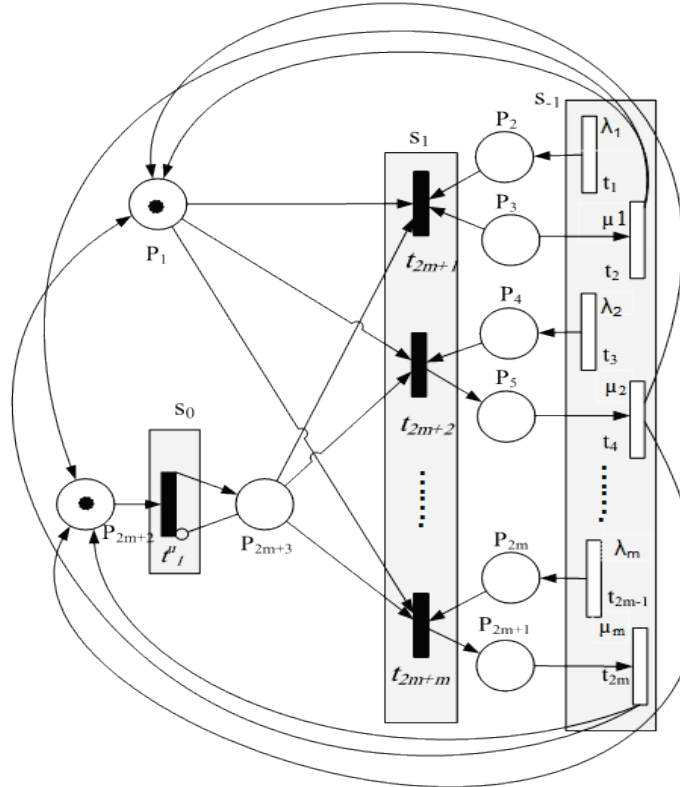 S-1
P2
λ1
S1
t1
P3
μ1
P1
t2m+1
t2
P4
λ2
t3
P5
μ2
S0
t2m+2
t4
......
......
P2m+2
P2m+3
P2m
λm
tμ1
t2m-1
P2m+1
μm
t2m+m
t2m